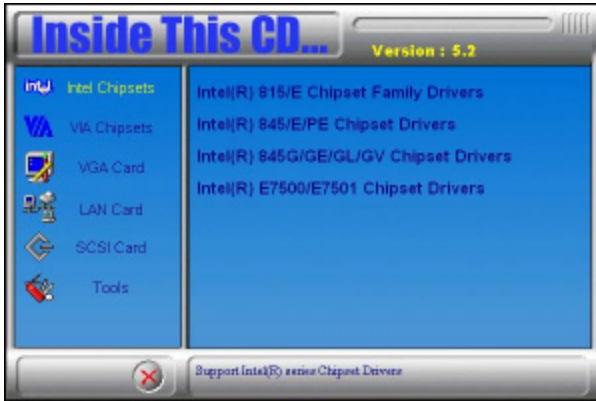 Inside This CD...
Version : 5.2
intel Intel Chipsets
VIA VIA Chipsets
VGA Card
LAN Card
SCSI Card
Tools
Intel(R) 815/E Chipset Family Drivers
Intel(R) 845/E/PE Chipset Drivers
Intel(R) 845G/GE/GL/GV Chipset Drivers
Intel(R) E7500/E7501 Chipset Drivers
Support Intel(R) series Chipset Drivers